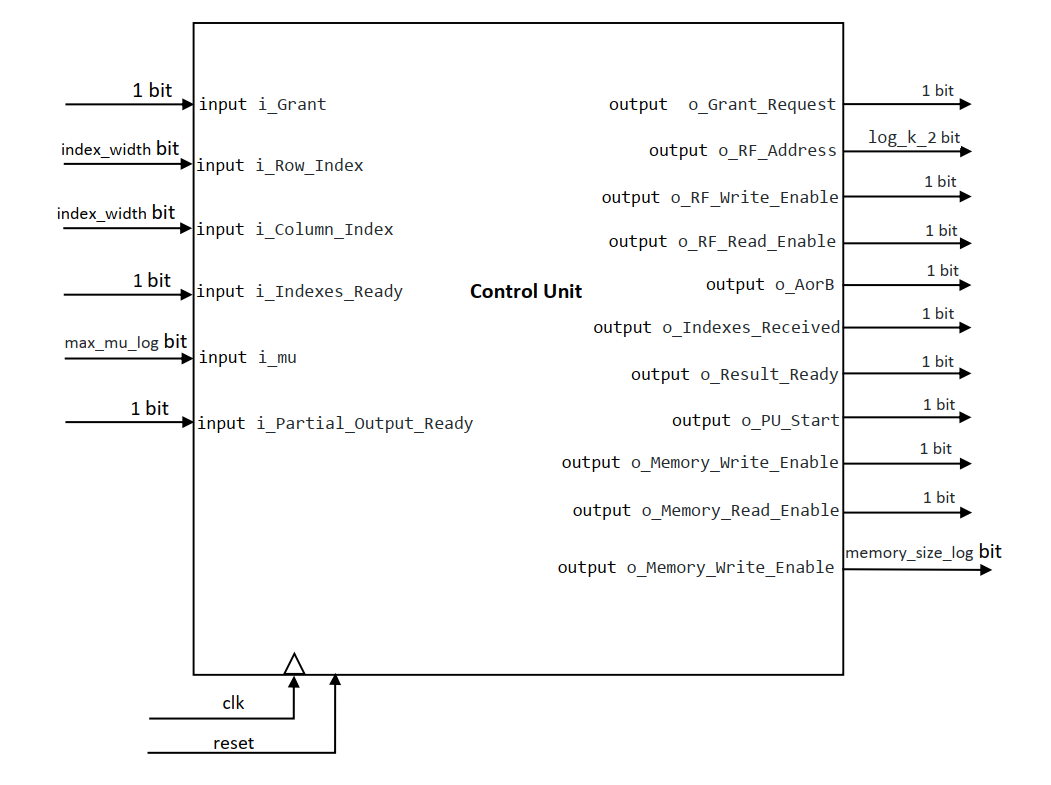 1 bit
input i_Grant
index_width bit
input i_Row_Index
index_width bit
input i_Column_Index
1 bit
input i_Indexes_Ready
max_mu_log bit
input i_mu
1 bit
input i_Partial_Output_Ready
Control Unit
1 bit
output o_Grant_Request
log_k_2 bit
output o_RF_Address
1 bit
output o_RF_Write_Enable
1 bit
output o_RF_Read_Enable
1 bit
output o_AorB
1 bit
output o_Indexes_Received
1 bit
output o_Result_Ready
1 bit
output o_PU_Start
1 bit
output o_Memory_Write_Enable
1 bit
output o_Memory_Read_Enable
memory_size_log bit
output o_Memory_Write_Enable
clk
reset